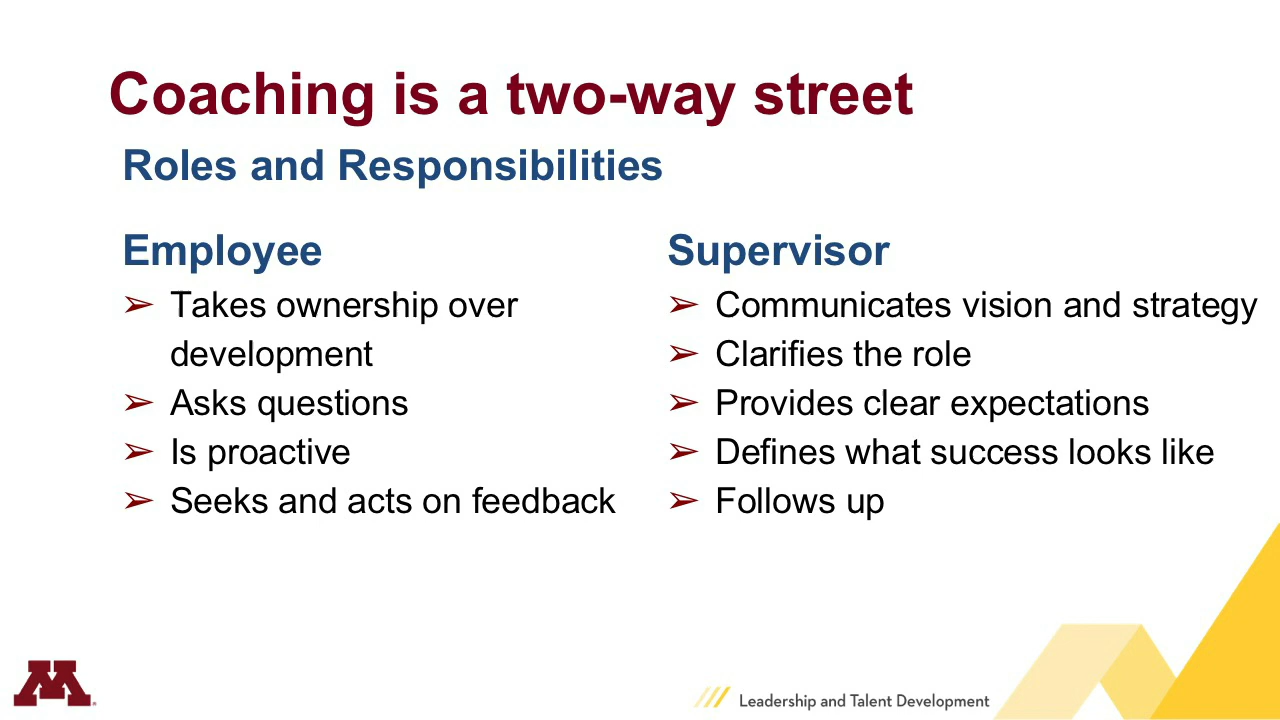 Coaching is a two-way street
Roles and Responsibilities
Employee
➢ Takes ownership over
development
➢ Asks questions
➢ Is proactive
➢ Seeks and acts on feedback
Supervisor
➢ Communicates vision and strategy
➢ Clarifies the role
➢ Provides clear expectations
➢ Defines what success looks like
➢ Follows up
M
Leadership and Talent Development